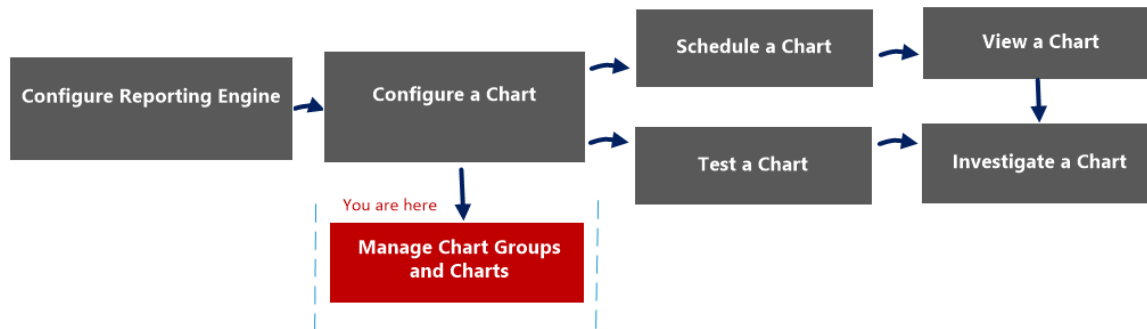 Configure Reporting Engine
Configure a Chart
Schedule a Chart
View a Chart
Test a Chart
Investigate a Chart
You are here
Manage Chart Groups
and Charts